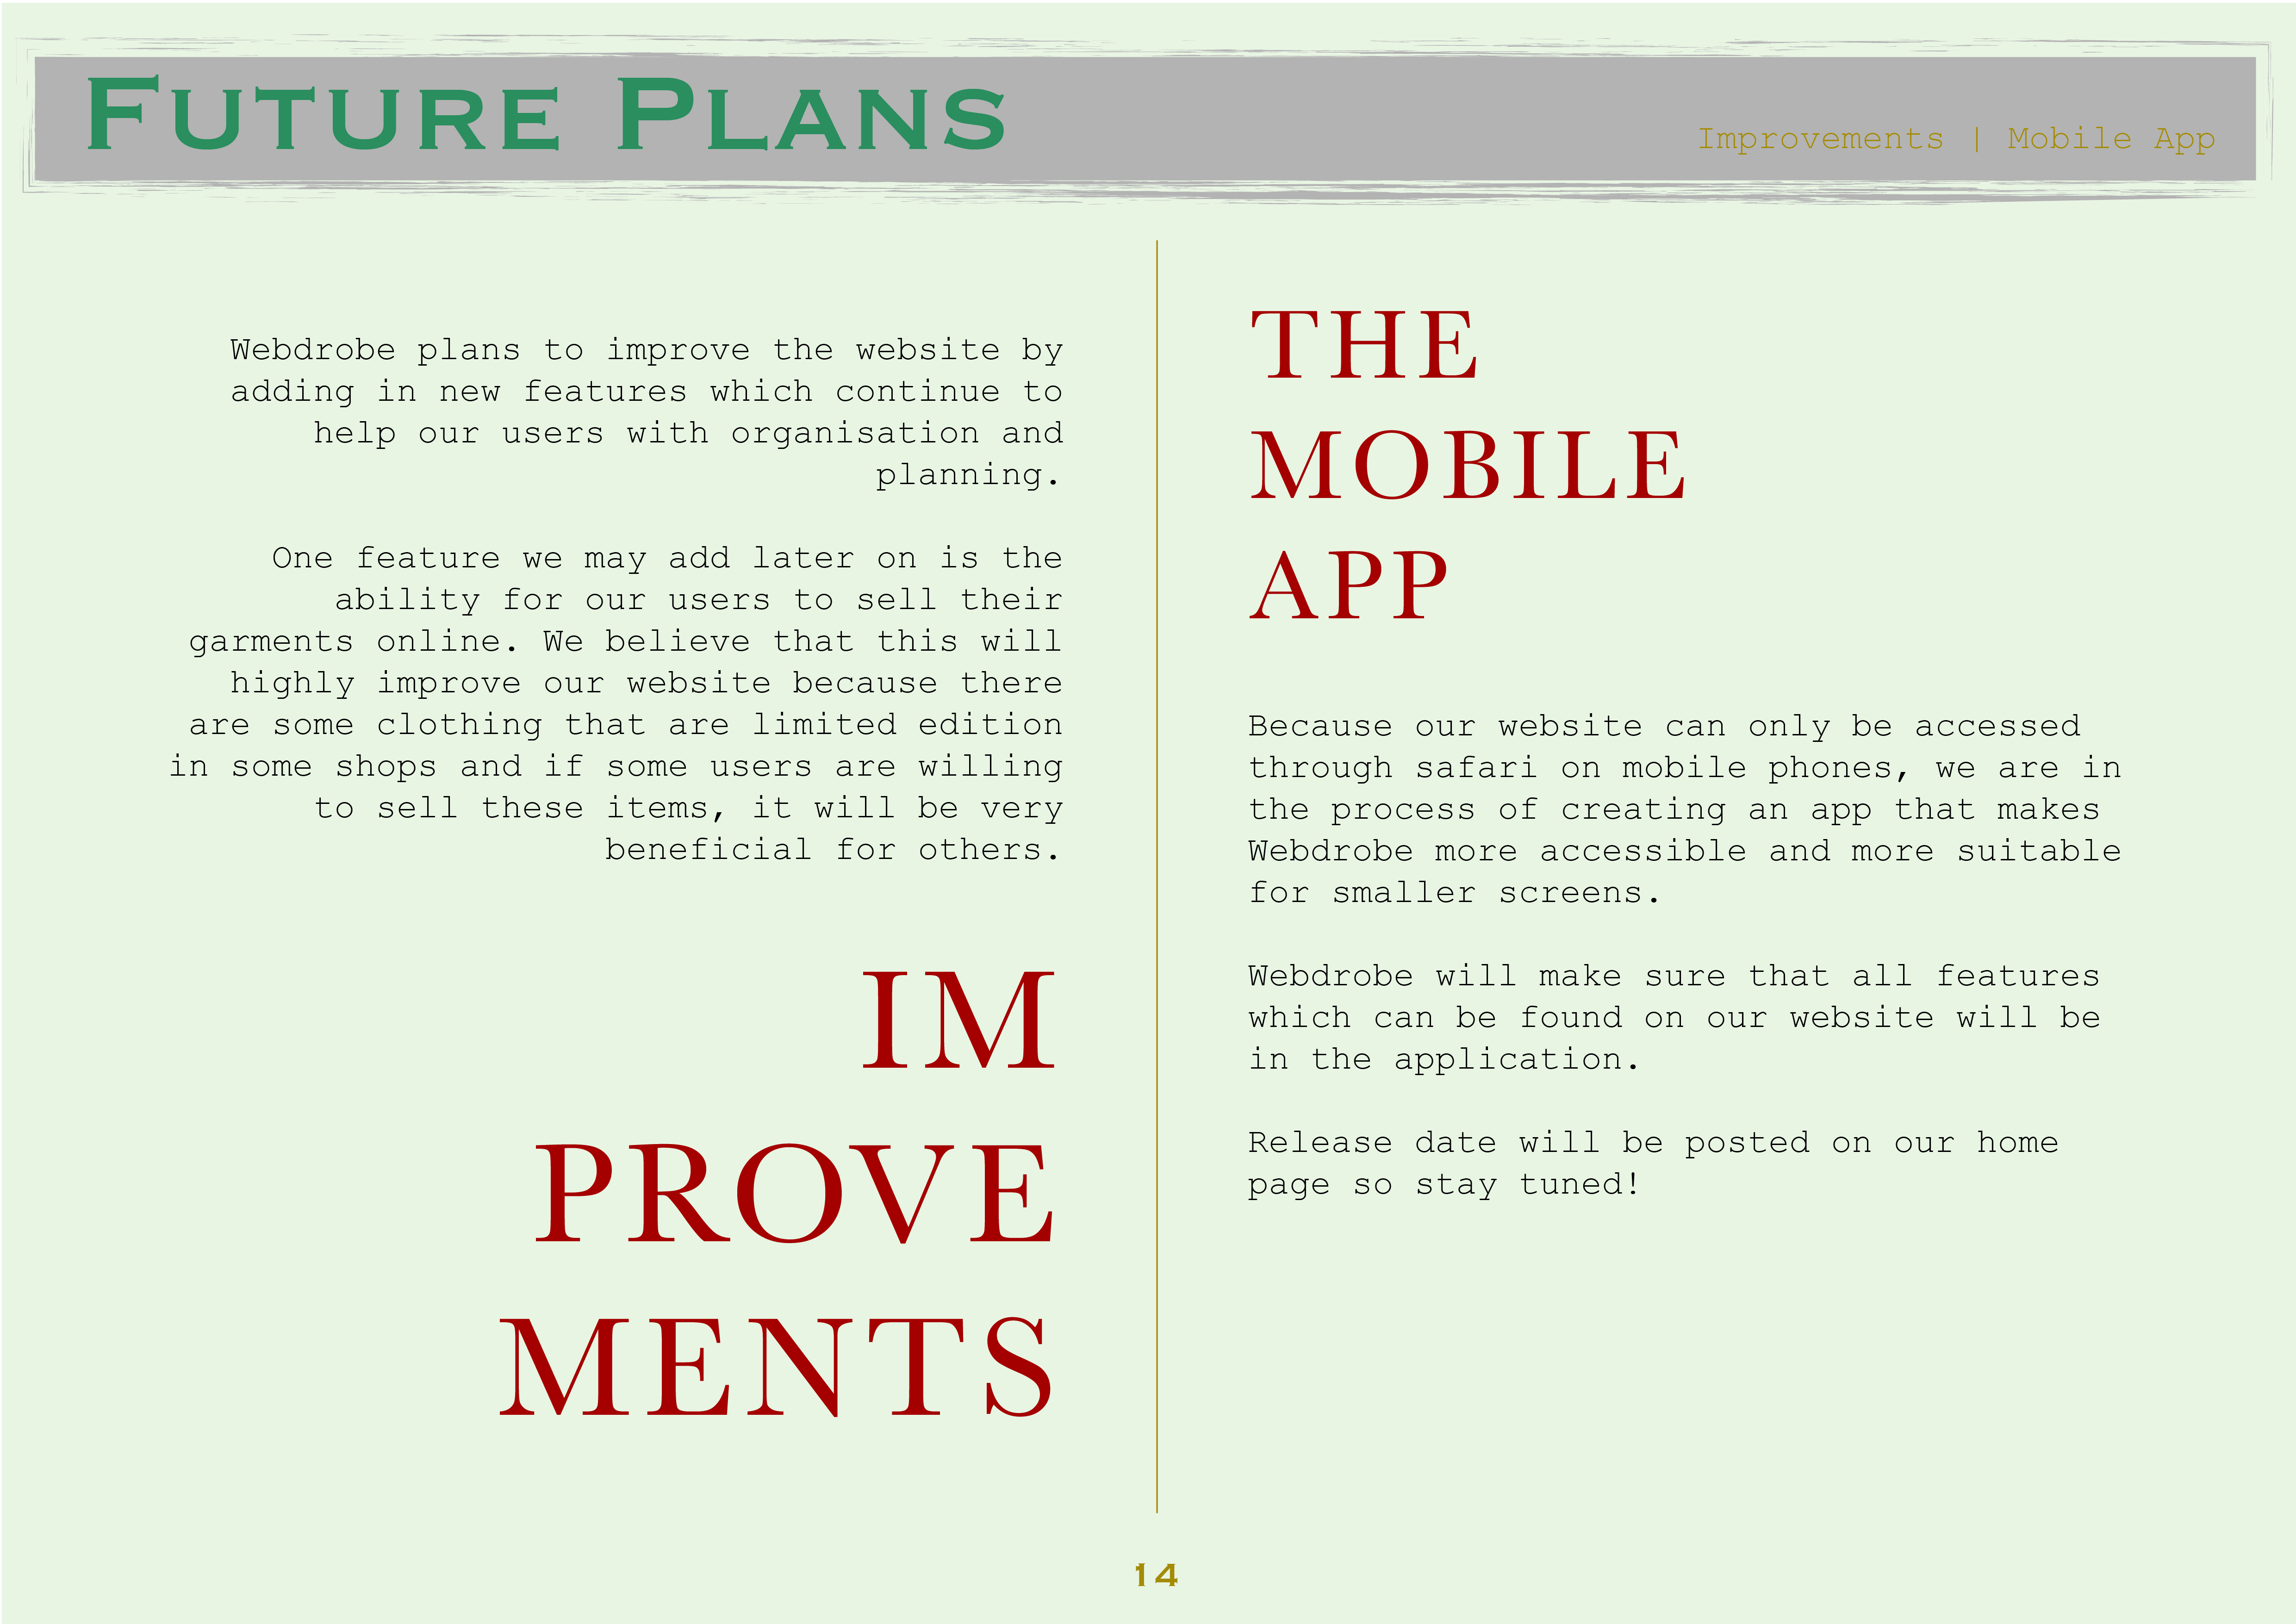 Future Plans
Improvements | Mobile App
Webdrobe plans to improve the website by
adding in new features which continue to
help our users with organisation and
planning.
One feature we may add later on is the
ability for our users to sell their
garments online. We believe that this will
highly improve our website because there
are some clothing that are limited edition
in some shops and if some users are willing
to sell these items, it will be very
beneficial for others.
IM
PROVE
MENTS
THE
MOBILE
APP
Because our website can only be accessed
through safari on mobile phones, we are in
the process of creating an app that makes
Webdrobe more accessible and more suitable
for smaller screens.
Webdrobe will make sure that all features
which can be found on our website will be
in the application.
Release date will be posted on our home
page so stay tuned!
14